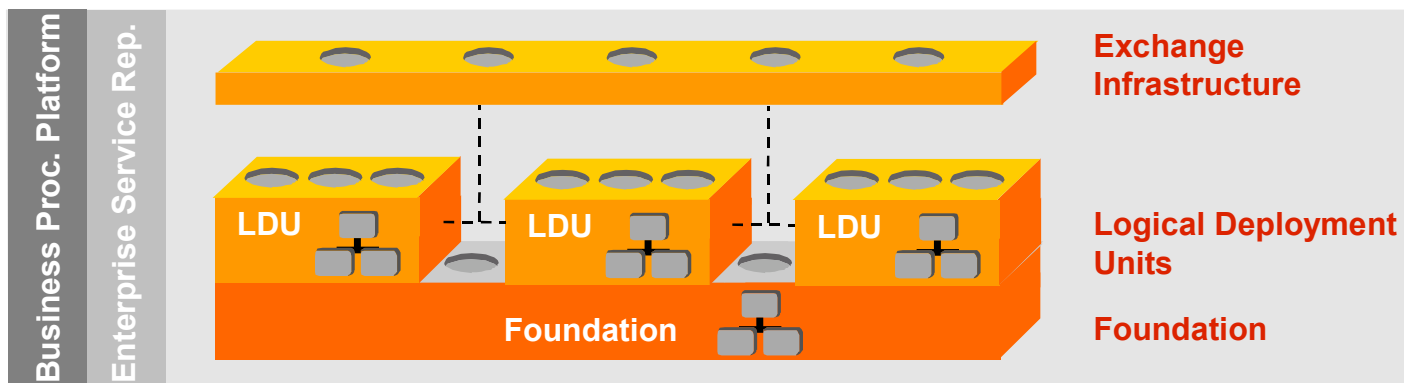 Business Proc. Platform
Enterprise Service Rep.
Exchange
Infrastructure
LDU
LDU
LDU
Logical Deployment
Units
Foundation
Foundation